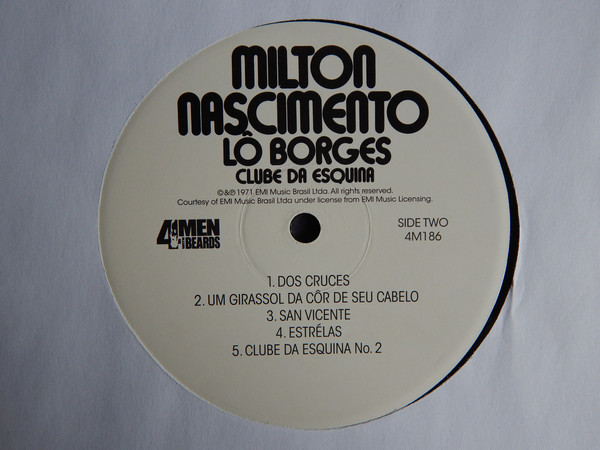 MILTON
NASCIMENTO
LÔ BORGES
CLUBE DA ESQUINA
©&℗ 1971 EMI Music Brasil Ltda. All rights reserved.
Courtesy of EMI Music Brasil Ltda under license from EMI Music Licensing.
4 MEN WITH BEARDS
SIDE TWO
4M186
1. DOS CRUCES
2. UM GIRASSOL DA CÔR DE SEU CABELO
3. SAN VICENTE
4. ESTRÉLAS
5. CLUBE DA ESQUINA No. 2